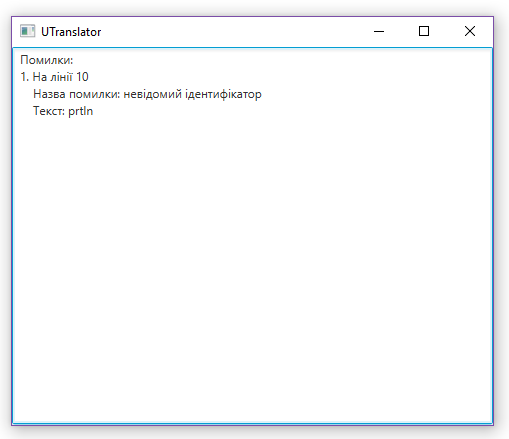 UTranslator
Помилки:
1. На лінії 10
Назва помилки: невідомий ідентифікатор
Текст: prtln